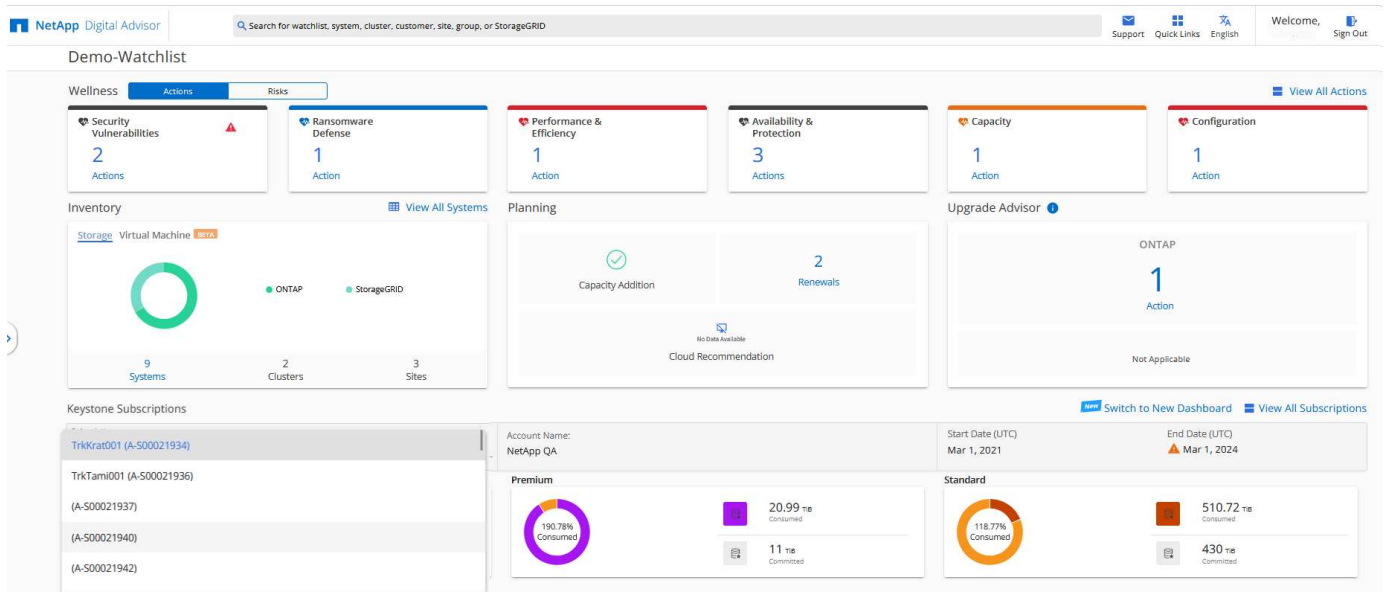 NetApp Digital Advisor
Search for watchlist, system, cluster, customer, site, group, or StorageGRID
Support
Quick Links
English
Welcome,
Sign Out
Demo-Watchlist
Wellness
Actions
Risks
View All Actions
Security
Vulnerabilities
2
Actions
Ransomware
Defense
1
Action
Performance &
Efficiency
1
Action
Availability &
Protection
3
Actions
Capacity
1
Action
Configuration
1
Action
Inventory
View All Systems
Storage Virtual Machine BETA
ONTAP
StorageGRID
9
Systems
2
Clusters
3
Sites
Planning
Capacity Addition
2
Renewals
No Data Available
Cloud Recommendation
Upgrade Advisor
ONTAP
1
Action
Not Applicable
Keystone Subscriptions
New Switch to New Dashboard
View All Subscriptions
TrkKrat001 (A-S00021934)
TrkTami001 (A-S00021936)
(A-S00021937)
(A-S00021940)
(A-S00021942)
Account Name:
NetApp QA
Start Date (UTC)
Mar 1, 2021
End Date (UTC)
Mar 1, 2024
Premium
190.78%
Consumed
20.99 TiB
Consumed
11 TiB
Committed
Standard
118.77%
Consumed
510.72 TiB
Consumed
430 TiB
Committed